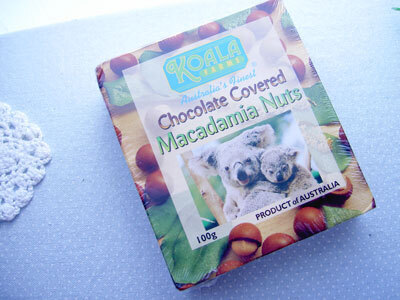 KOALA
FARMS
Australia's Finest
Chocolate Covered
Macadamia Nuts
PRODUCT of AUSTRALIA
100g